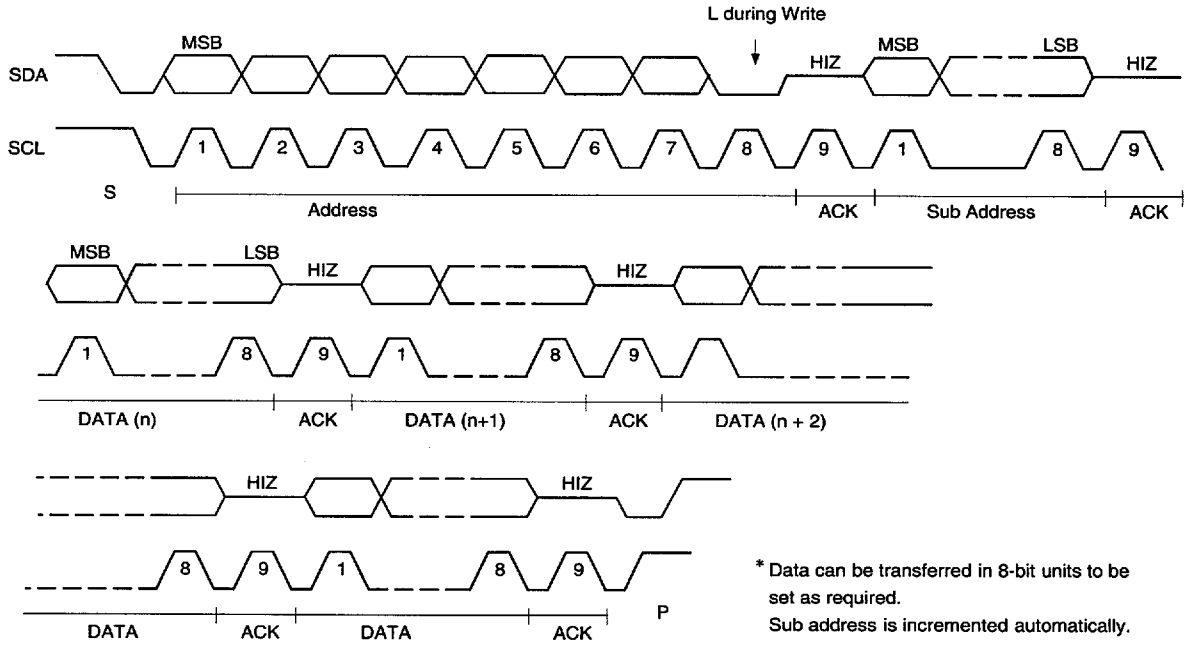 L during Write
MSB HIZ MSB LSB HIZ
SDA
SCL 1 2 3 4 5 6 7 8 9 1 8 9
S Address ACK Sub Address ACK
MSB LSB HIZ HIZ
1 8 9 1 8 9
DATA (n) ACK DATA (n+1) ACK DATA (n + 2)
HIZ HIZ
8 9 1 8 9
DATA ACK DATA ACK P
* Data can be transferred in 8-bit units to be
set as required.
Sub address is incremented automatically.